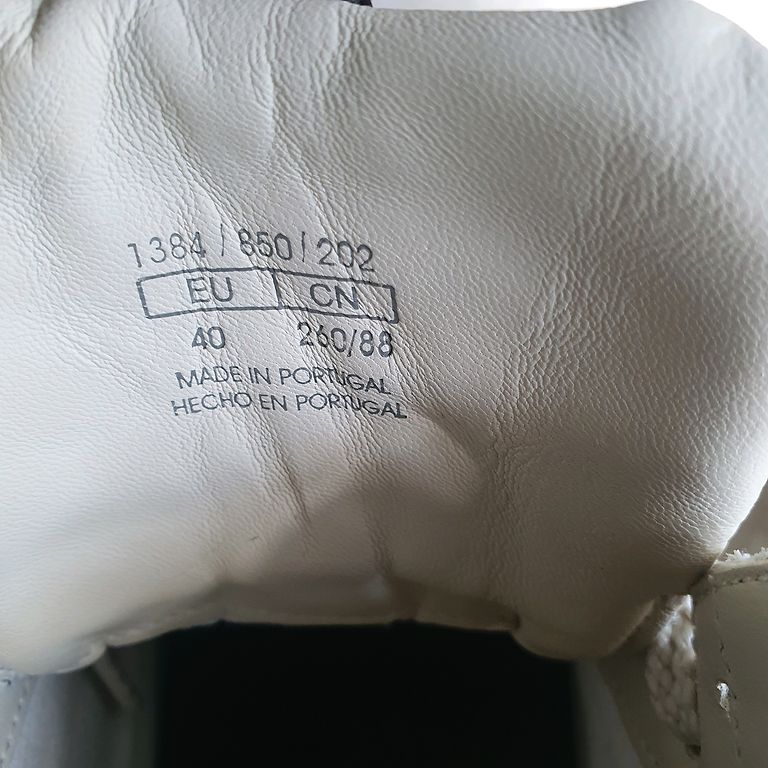 1384/850/202
EU CN
40 260/88
MADE IN PORTUGAL
HECHO EN PORTUGAL